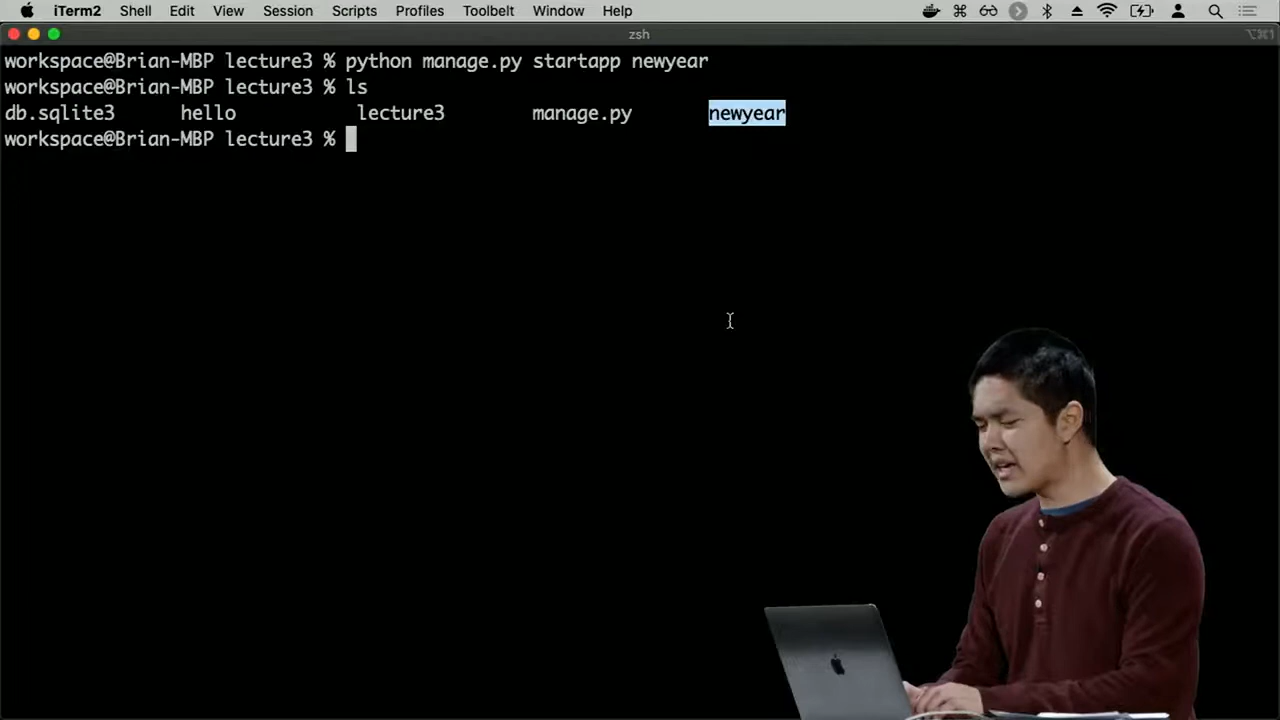 iTerm2 Shell Edit View Session Scripts Profiles Toolbelt Window Help
zsh
workspace@Brian-MBP lecture3 % python manage.py startapp newyear
workspace@Brian-MBP lecture3 % ls
db.sqlite3 hello lecture3 manage.py newyear
workspace@Brian-MBP lecture3 %